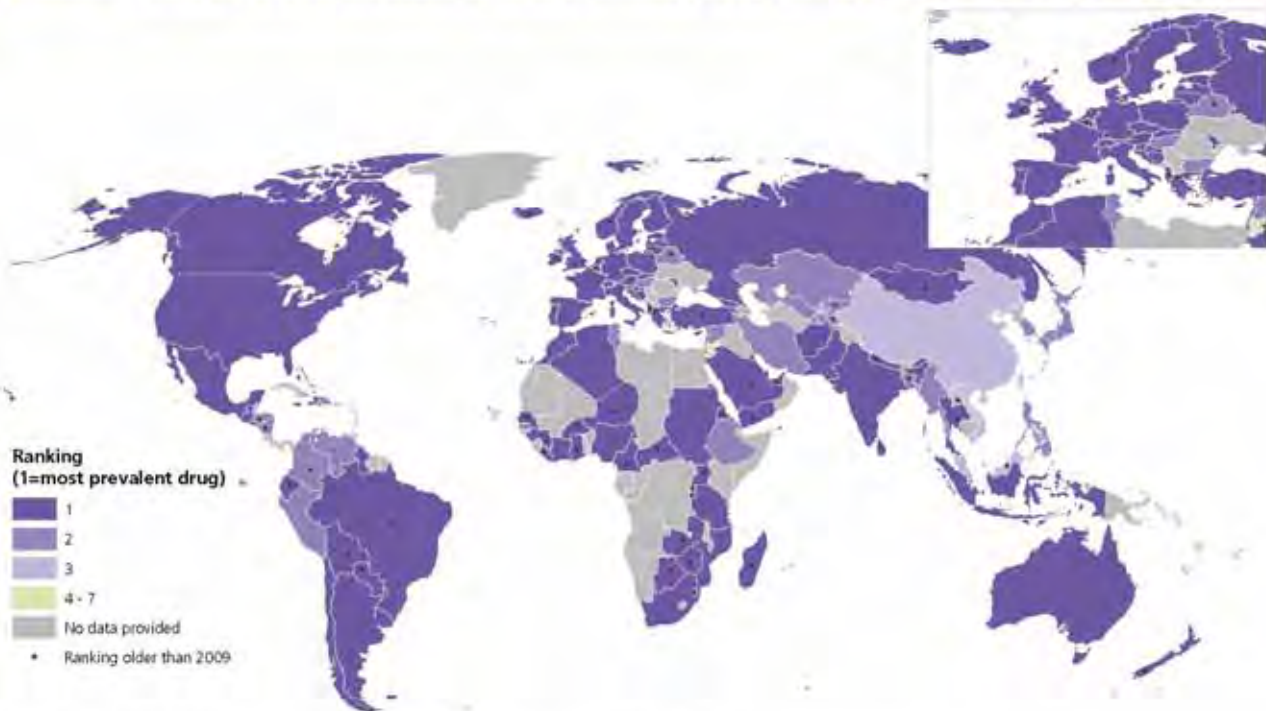 Ranking
(1=most prevalent drug)
1
2
3
4 - 7
No data provided
Ranking older than 2009